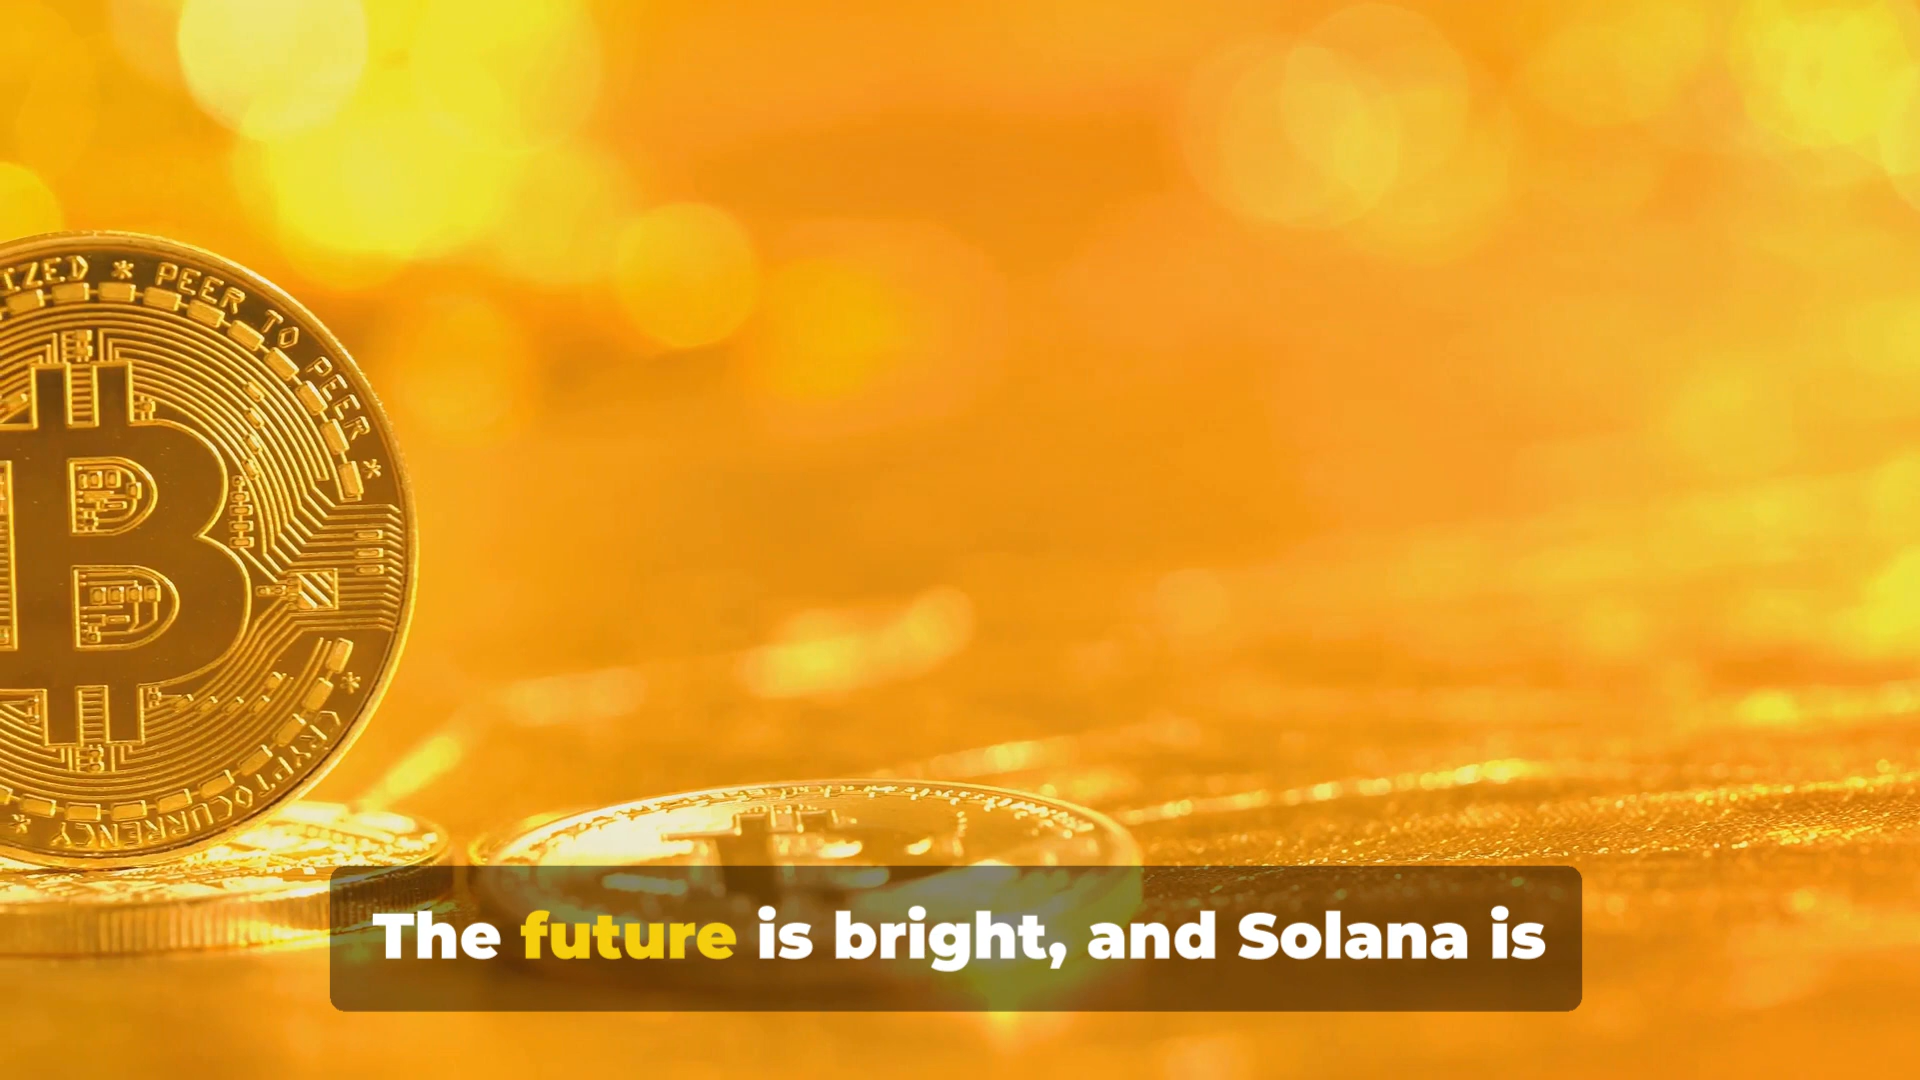 IZED * PEER TO PEER *
* CRYPTOCURRENCY *
The future is bright, and Solana is